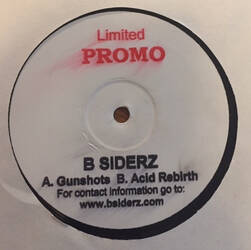 Limited
PROMO
B SIDERZ
A. Gunshots B. Acid Rebirth
For contact information go to:
www.bsiderz.com